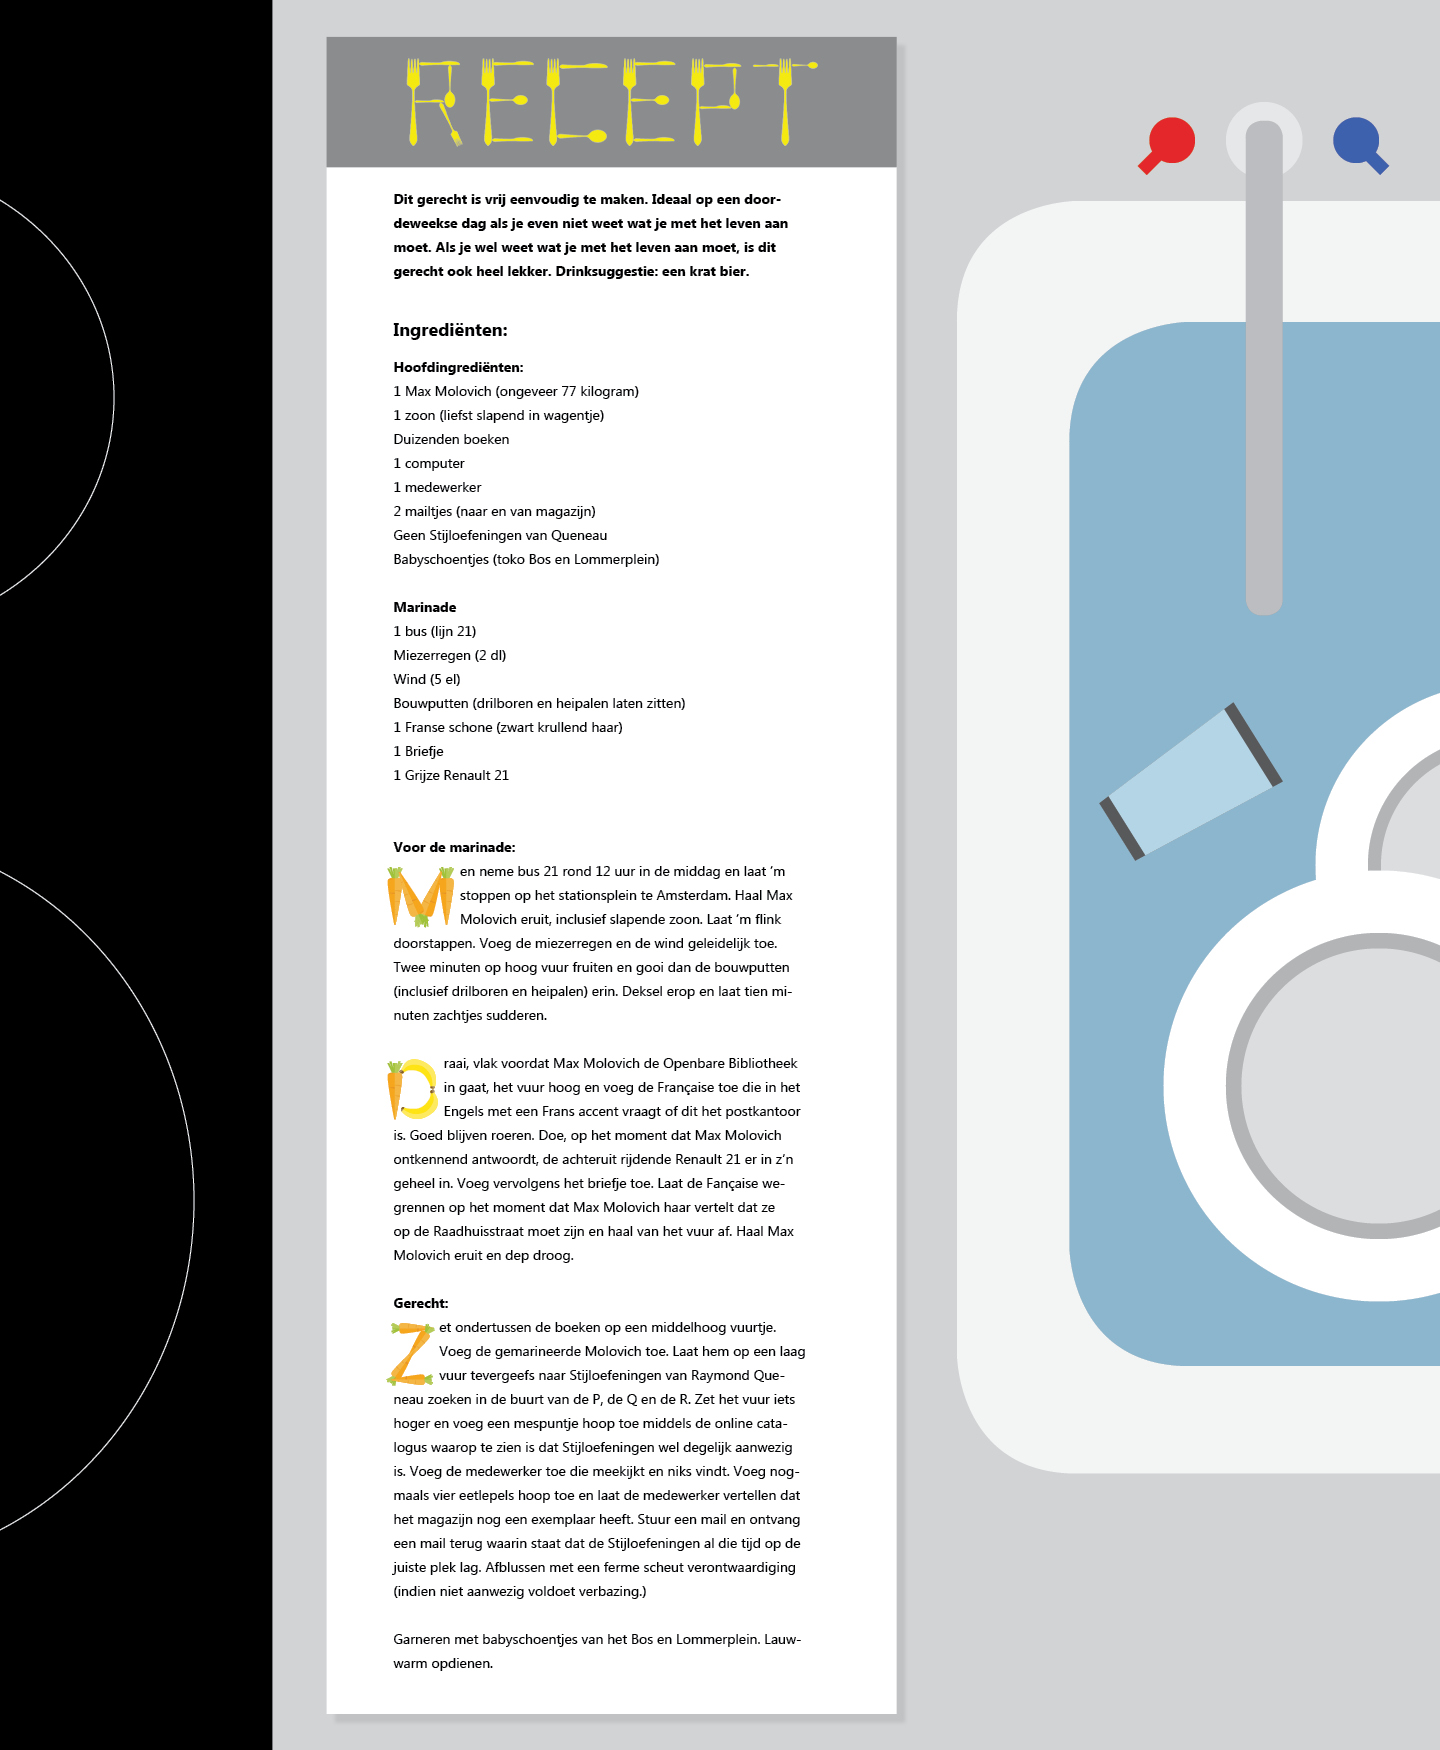 RECEPT
Dit gerecht is vrij eenvoudig te maken. Ideaal op een door-
deweekse dag als je even niet weet wat je met het leven aan
moet. Als je wel weet wat je met het leven aan moet, is dit
gerecht ook heel lekker. Drinksuggestie: een krat bier.
Ingrediënten:
Hoofdingrediënten:
1 Max Molovich (ongeveer 77 kilogram)
1 zoon (liefst slapend in wagentje)
Duizenden boeken
1 computer
1 medewerker
2 mailtjes (naar en van magazijn)
Geen Stijloefeningen van Queneau
Babyschoentjes (toko Bos en Lommerplein)
Marinade
1 bus (lijn 21)
Miezerregen (2 dl)
Wind (5 el)
Bouwputten (drilboren en heipalen laten zitten)
1 Franse schone (zwart krullend haar)
1 Briefje
1 Grijze Renault 21
Voor de marinade:
Men neme bus 21 rond 12 uur in de middag en laat ’m
stoppen op het stationsplein te Amsterdam. Haal Max
Molovich eruit, inclusief slapende zoon. Laat ’m flink
doorstappen. Voeg de miezerregen en de wind geleidelijk toe.
Twee minuten op hoog vuur fruiten en gooi dan de bouwputten
(inclusief drilboren en heipalen) erin. Deksel erop en laat tien mi-
nuten zachtjes sudderen.
Draai, vlak voordat Max Molovich de Openbare Bibliotheek
in gaat, het vuur hoog en voeg de Française toe die in het
Engels met een Frans accent vraagt of dit het postkantoor
is. Goed blijven roeren. Doe, op het moment dat Max Molovich
ontkennend antwoordt, de achteruit rijdende Renault 21 er in z’n
geheel in. Voeg vervolgens het briefje toe. Laat de Fançaise we-
grennen op het moment dat Max Molovich haar vertelt dat ze
op de Raadhuisstraat moet zijn en haal van het vuur af. Haal Max
Molovich eruit en dep droog.
Gerecht:
Zet ondertussen de boeken op een middelhoog vuurtje.
Voeg de gemarineerde Molovich toe. Laat hem op een laag
vuur tevergeefs naar Stijloefeningen van Raymond Que-
neau zoeken in de buurt van de P, de Q en de R. Zet het vuur iets
hoger en voeg een mespuntje hoop toe middels de online cata-
logus waarop te zien is dat Stijloefeningen wel degelijk aanwezig
is. Voeg de medewerker toe die meekijkt en niks vindt. Voeg nog-
maals vier eetlepels hoop toe en laat de medewerker vertellen dat
het magazijn nog een exemplaar heeft. Stuur een mail en ontvang
een mail terug waarin staat dat de Stijloefeningen al die tijd op de
juiste plek lag. Afblussen met een ferme scheut verontwaardiging
(indien niet aanwezig voldoet verbazing.)
Garneren met babyschoentjes van het Bos en Lommerplein. Lauw-
warm opdienen.